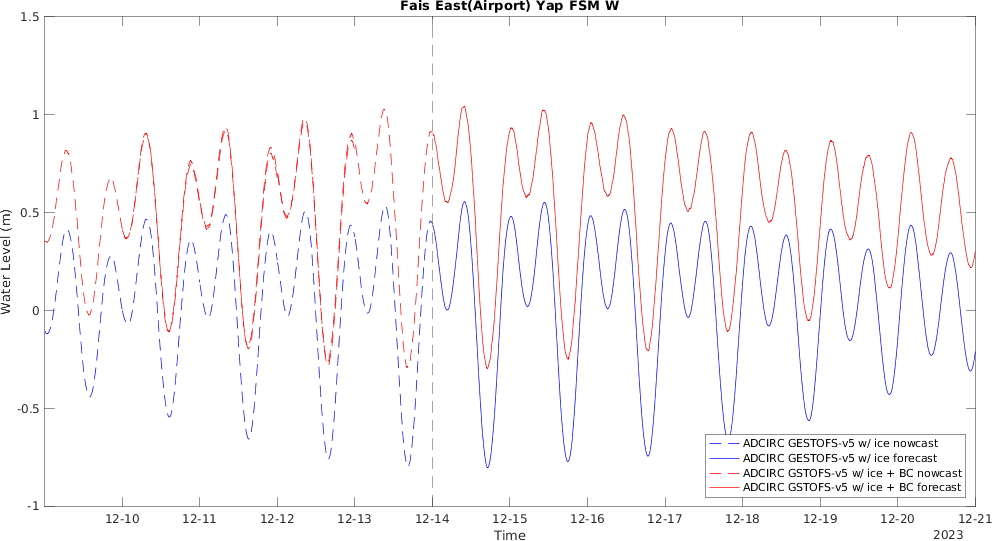 Fais East(Airport) Yap FSM W
1.5
1
0.5
0
-0.5
-1
Water Level (m)
12-10 12-11 12-12 12-13 12-14 12-15 12-16 12-17 12-18 12-19 12-20 12-21
Time
2023
ADCIRC GESTOFS-v5 w/ ice nowcast
ADCIRC GESTOFS-v5 w/ ice forecast
ADCIRC GSTOFS-v5 w/ ice + BC nowcast
ADCIRC GSTOFS-v5 w/ ice + BC forecast